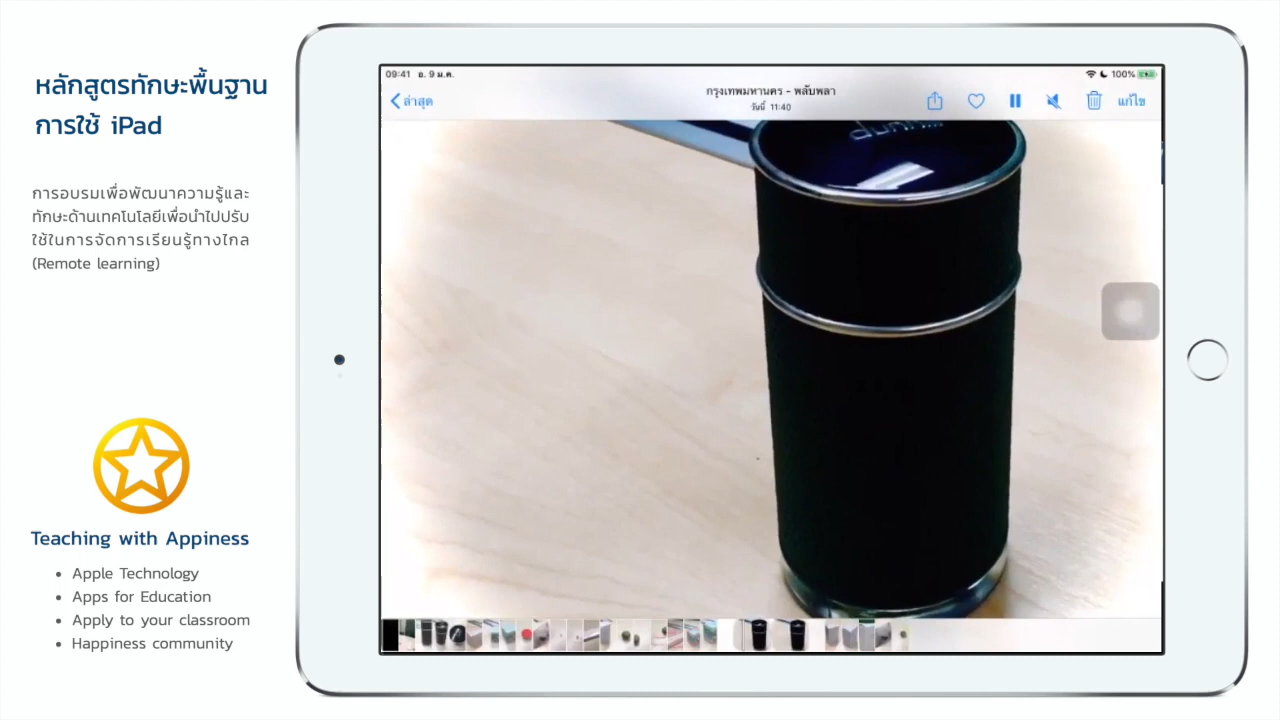 หลักสูตรทักษะพื้นฐาน
การใช้ iPad
การอบรมเพื่อพัฒนาความรู้และ
ทักษะด้านเทคโนโลยีเพื่อนำไปปรับ
ใช้ในการจัดการเรียนรู้ทางไกล
(Remote learning)
Teaching with Appiness
• Apple Technology
• Apps for Education
• Apply to your classroom
• Happiness community
09:41 อ. 9 ม.ค.
100%
ล่าสุด
กรุงเทพมหานคร - พลับพลา
วันนี้ 11:40
แก้ไข